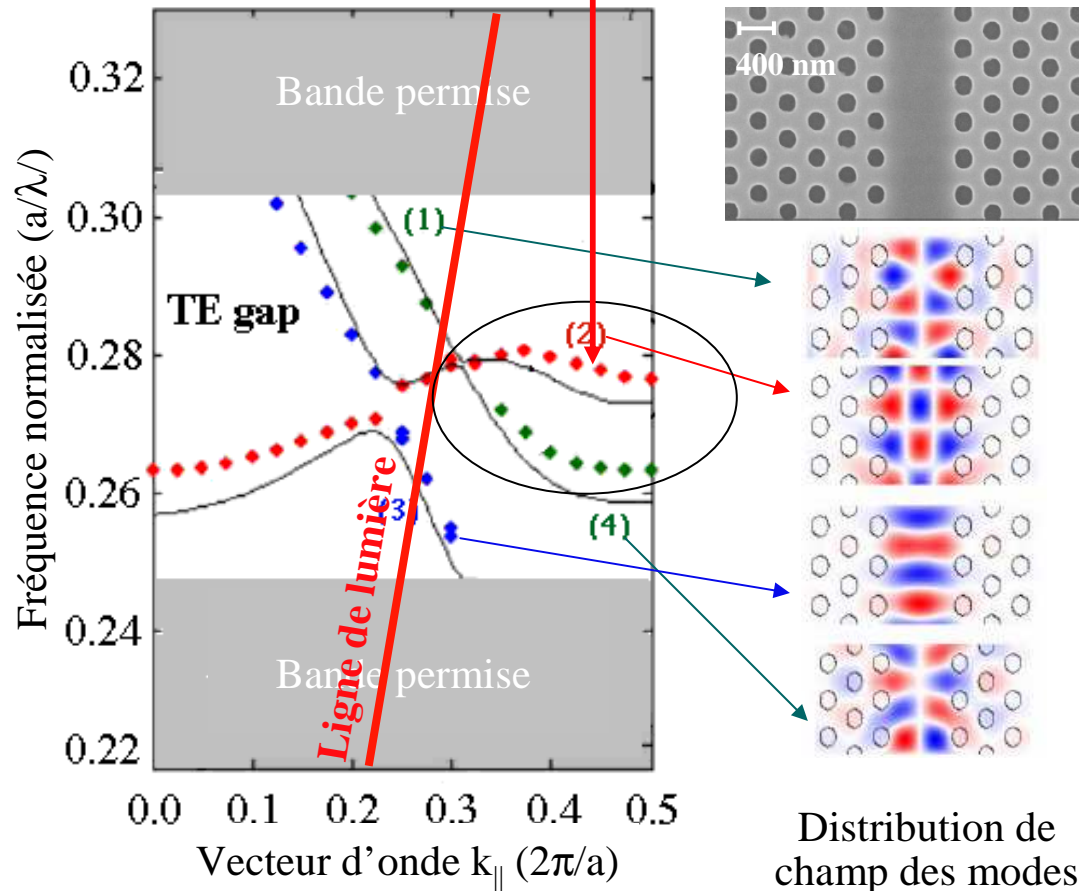 Fréquence normalisée (a/λ/)
0.32
0.30
0.28
0.26
0.24
0.22
Bande permise
(1)
TE gap
(2)
(3)
(4)
Ligne de lumière
Bande permise
0.0 0.1 0.2 0.3 0.4 0.5
Vecteur d’onde k|| (2π/a)
400 nm
Distribution de
champ des modes